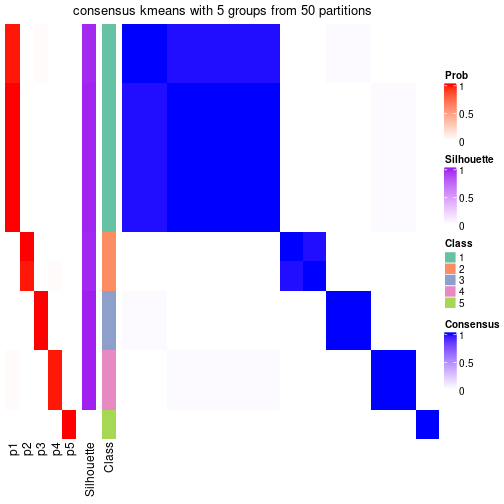 consensus kmeans with 5 groups from 50 partitions
Prob
1
0.5
0
Silhouette
1
0.5
0
Class
1
2
3
4
5
Consensus
1
0.5
0
p1
p2
p3
p4
p5
Silhouette
Class